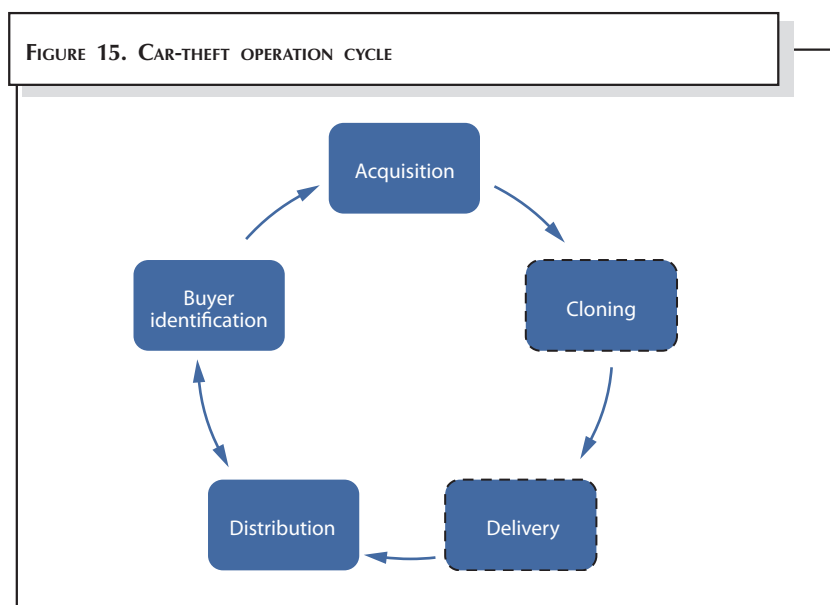 FIGURE 15. CAR-THEFT OPERATION CYCLE
Acquisition
Buyer
identification
Cloning
Distribution
Delivery